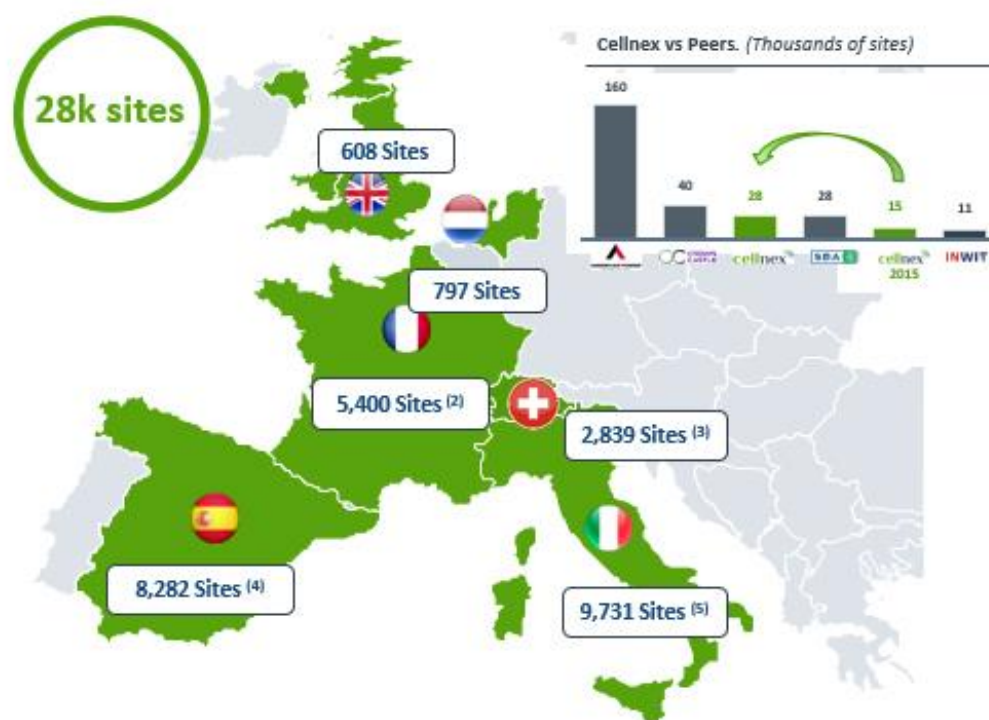 28k sites
Cellnex vs Peers. (Thousands of sites)
160
40
28
28
15
11
CROWN CASTLE
cellnex
SBA
cellnex
2015
INWIT
608 Sites
797 Sites
5,400 Sites (2)
2,839 Sites (3)
8,282 Sites (4)
9,731 Sites (5)